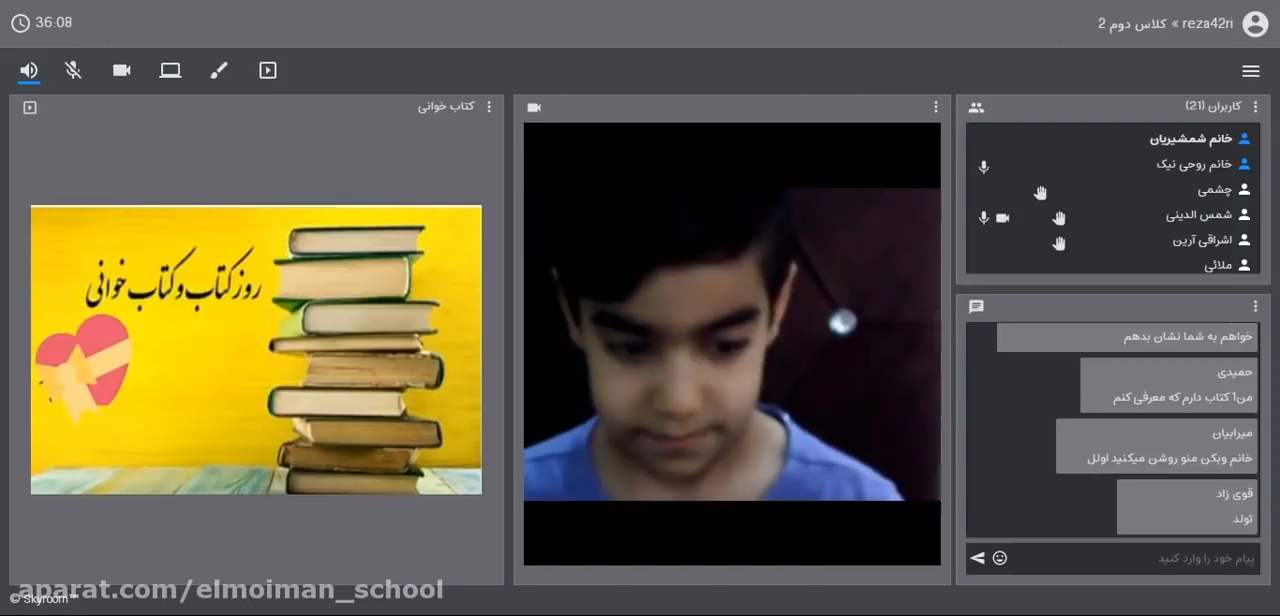 36:08
reza42ri » کلاس دوم 2
کتاب خوانی
روز کتاب و کتاب خوانی
کاربران (21)
خانم شمشیریان
خانم روحی نیک
چشمی
شمس الدینی
اشراقی آرین
ملائی
خواهم به شما نشان بدهم
حمیدی
من1 کتاب دارم که معرفی کنم
میرابیان
خانم وبکن منو روشن میکنید اولل
قوی زاد
تولد
پیام خود را وارد کنید
aparat.com/elmoiman_school
© Skyroom™